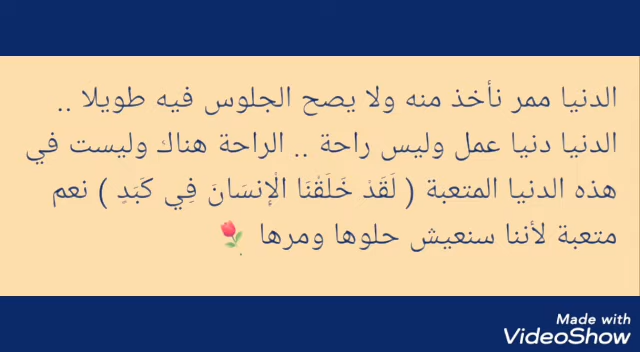 الدنيا ممر نأخذ منه ولا يصح الجلوس فيه طويلا ..
الدنيا دنيا عمل وليس راحة .. الراحة هناك وليست في
هذه الدنيا المتعبة ( لَقَدْ خَلَقْنَا الْإِنسَانَ فِي كَبَدٍ ) نعم
متعبة لأننا سنعيش حلوها ومرها 🌷
Made with
VideoShow